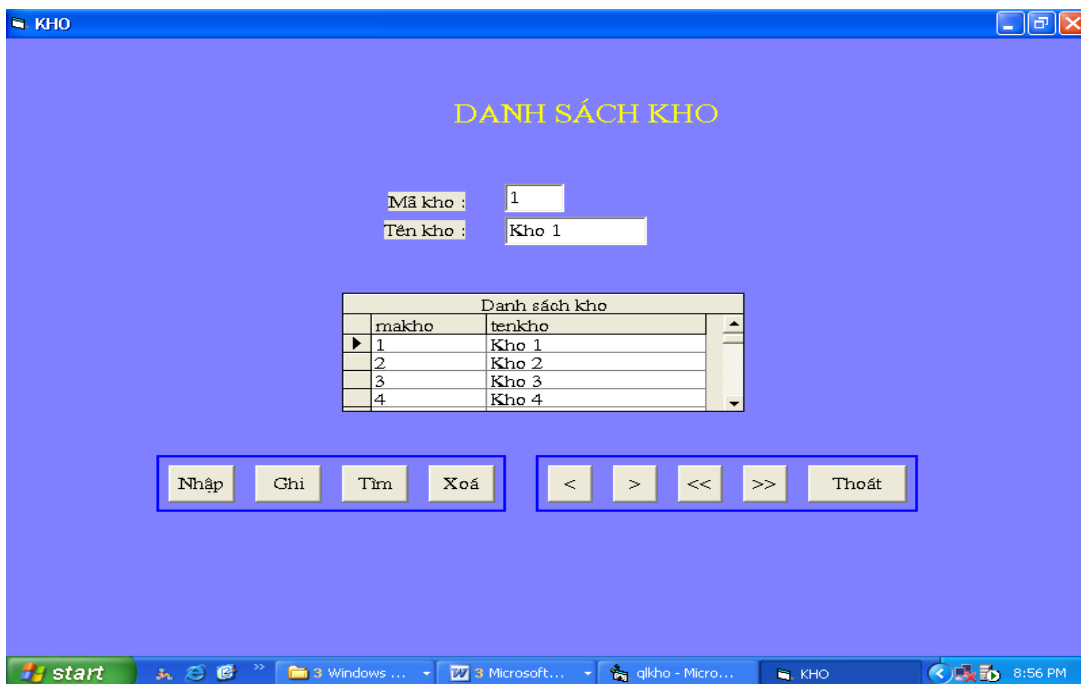 KHO
DANH SÁCH KHO
Mã kho :
1
Tên kho :
Kho 1
Danh sách kho
makho tenkho
1 Kho 1
2 Kho 2
3 Kho 3
4 Kho 4
Nhập Ghi Tìm Xoá < > << >> Thoát
start » 3 Windows ... 3 Microsoft... qlkho - Micro... KHO 8:56 PM